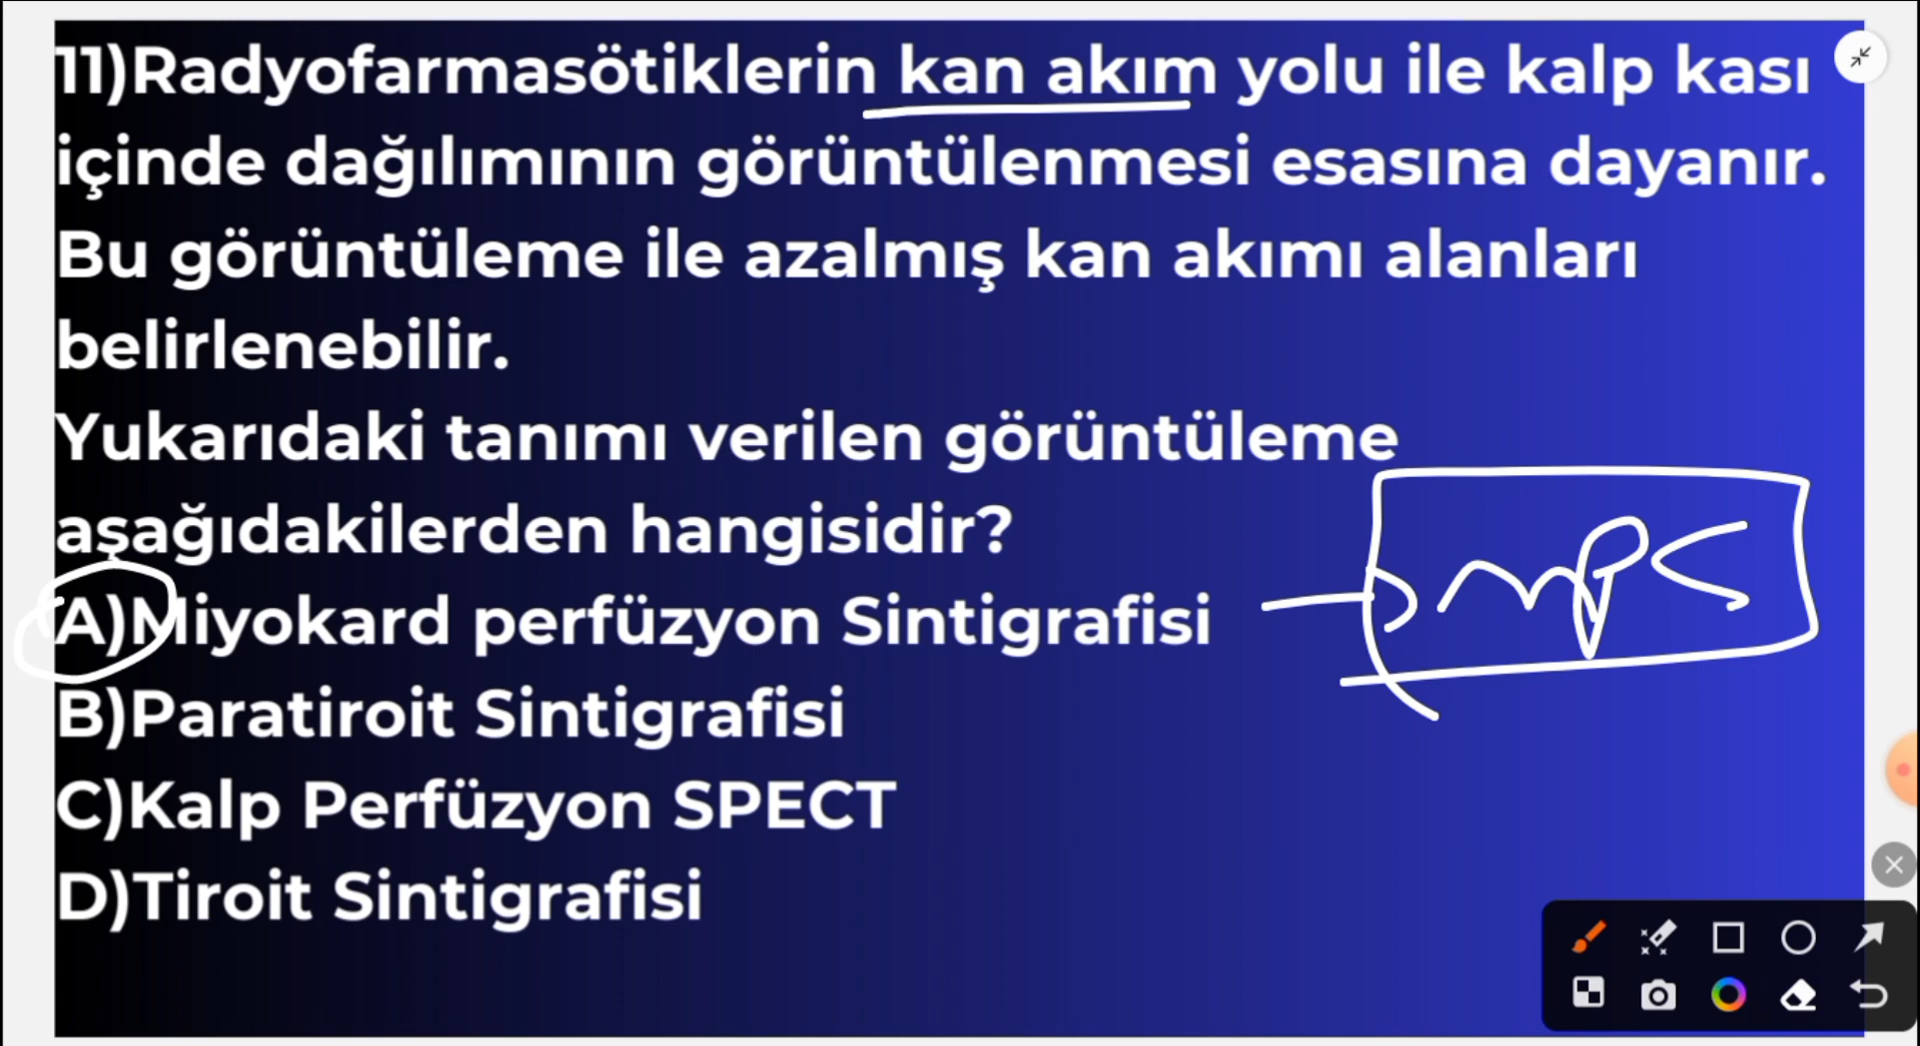 11)Radyofarmasötiklerin kan akım yolu ile kalp kası
içinde dağılımının görüntülenmesi esasına dayanır.
Bu görüntüleme ile azalmış kan akımı alanları
belirlenebilir.
Yukarıdaki tanımı verilen görüntüleme
aşağıdakilerden hangisidir?
A)Miyokard perfüzyon Sintigrafisi
mps
B)Paratiroit Sintigrafisi
C)Kalp Perfüzyon SPECT
D)Tiroit Sintigrafisi